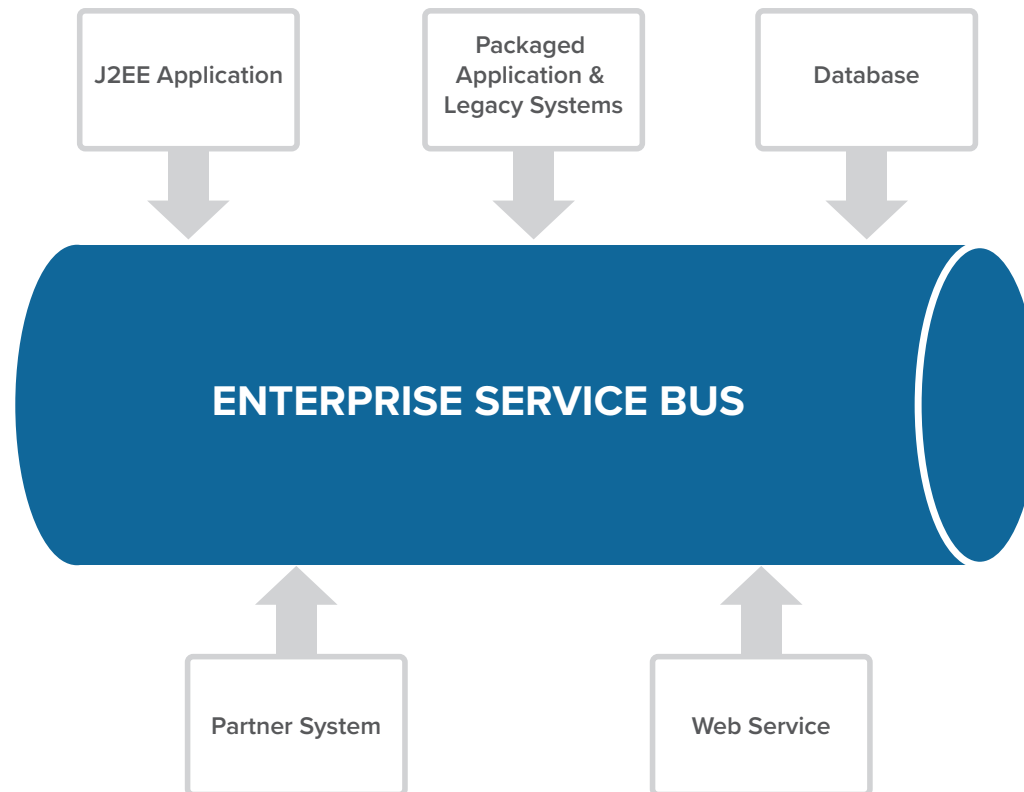 J2EE Application
Packaged
Application &
Legacy Systems
Database
ENTERPRISE SERVICE BUS
Partner System
Web Service